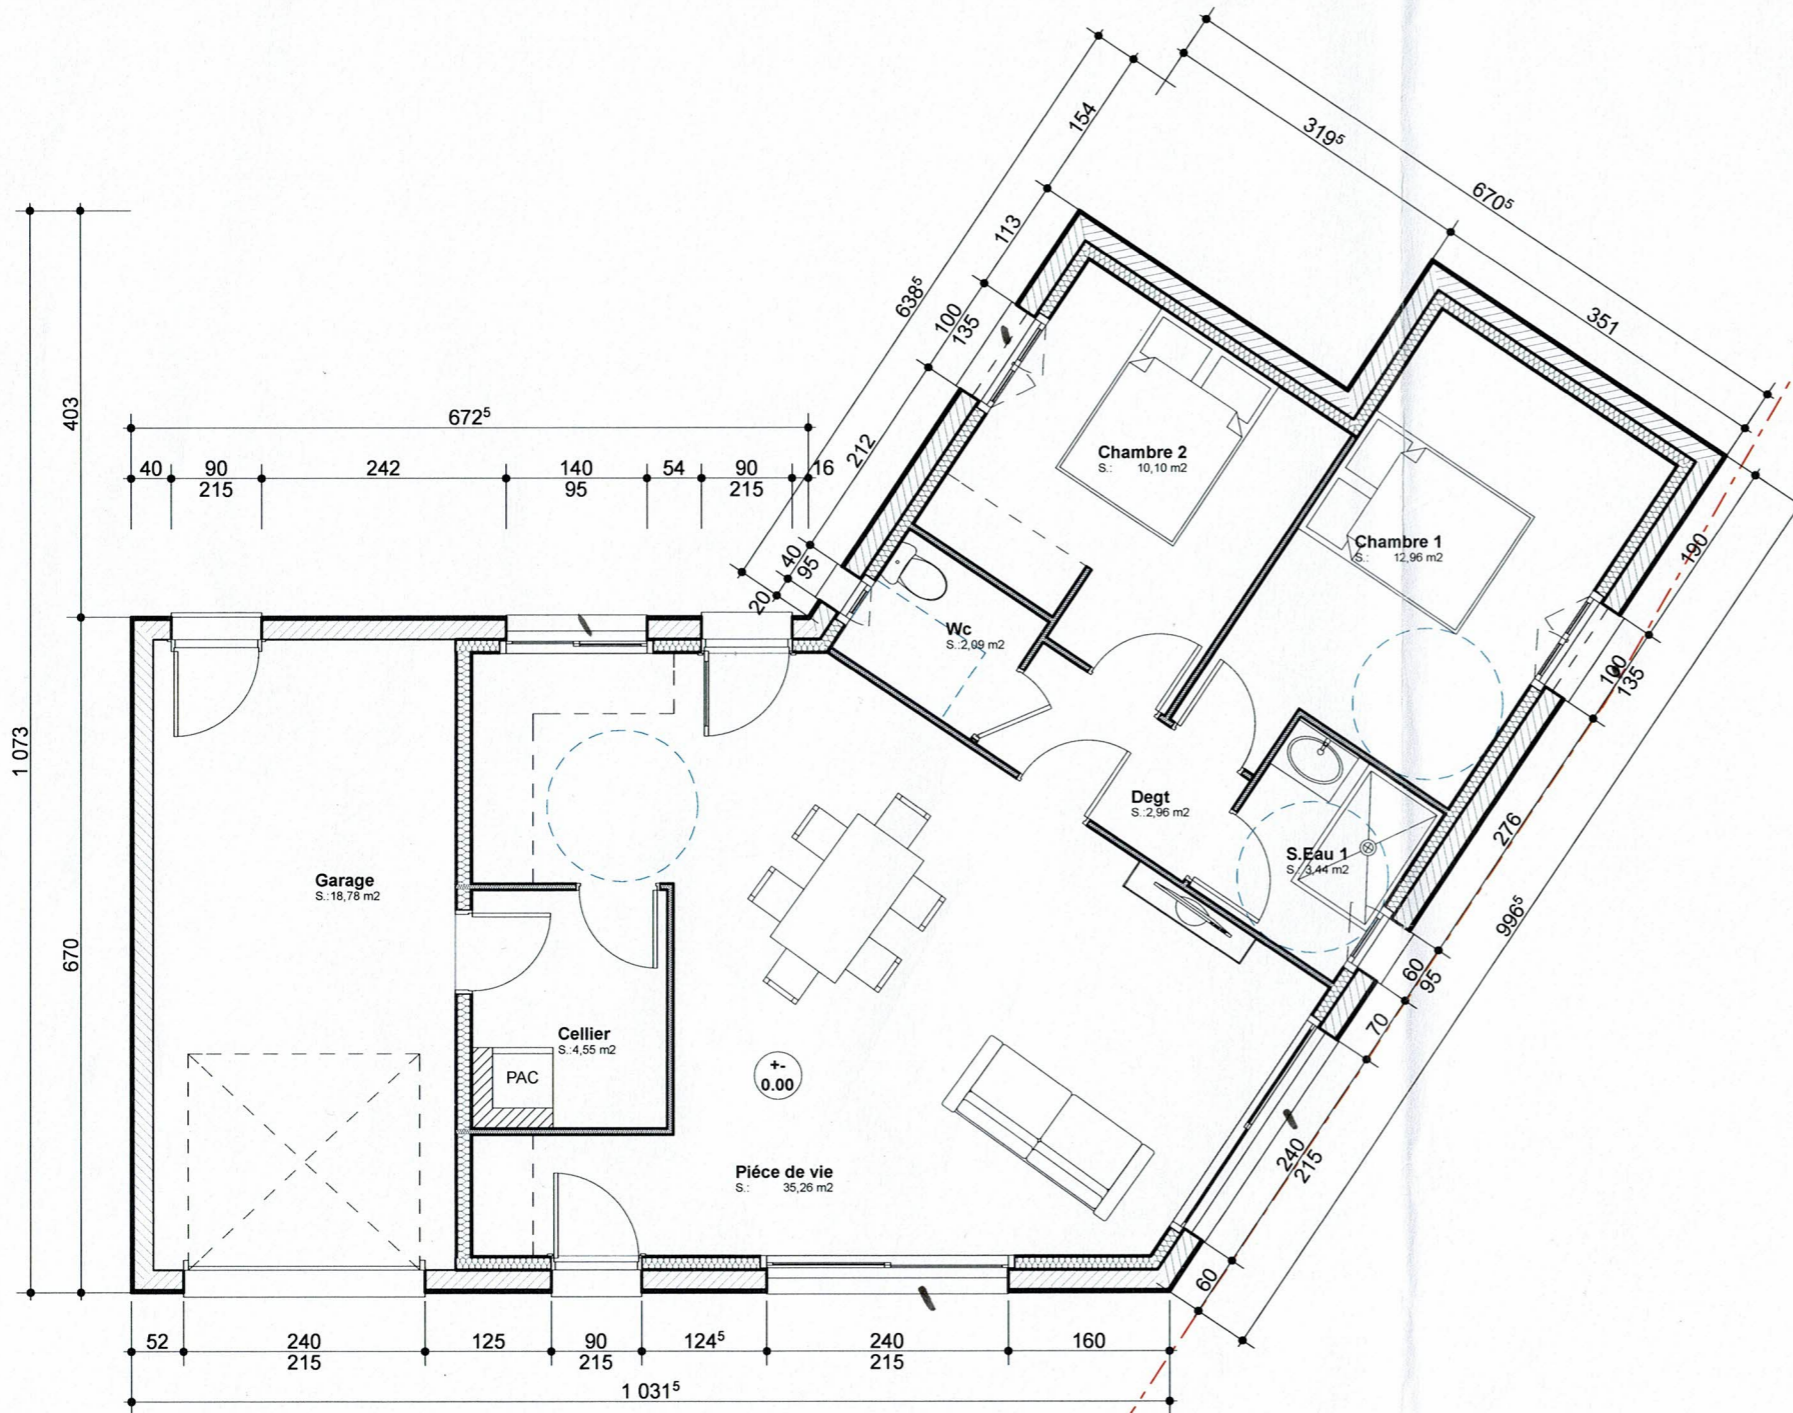 154
319⁵
670⁵
113
638⁵
100
135
351
403
672⁵
212
40
90
215
242
140
95
54
90
215
16
Chambre 2
S.: 10,10 m2
Chambre 1
S.: 12,96 m2
190
40
95
20
Wc
S.:2,09 m2
100
135
1 073
Degt
S.:2,96 m2
276
S.Eau 1
S.:3,44 m2
Garage
S.:18,78 m2
996⁵
670
60
95
70
Cellier
S.:4,55 m2
PAC
+-
0.00
240
215
Piéce de vie
S.: 35,26 m2
60
52
240
215
125
90
215
124⁵
240
215
160
1 031⁵